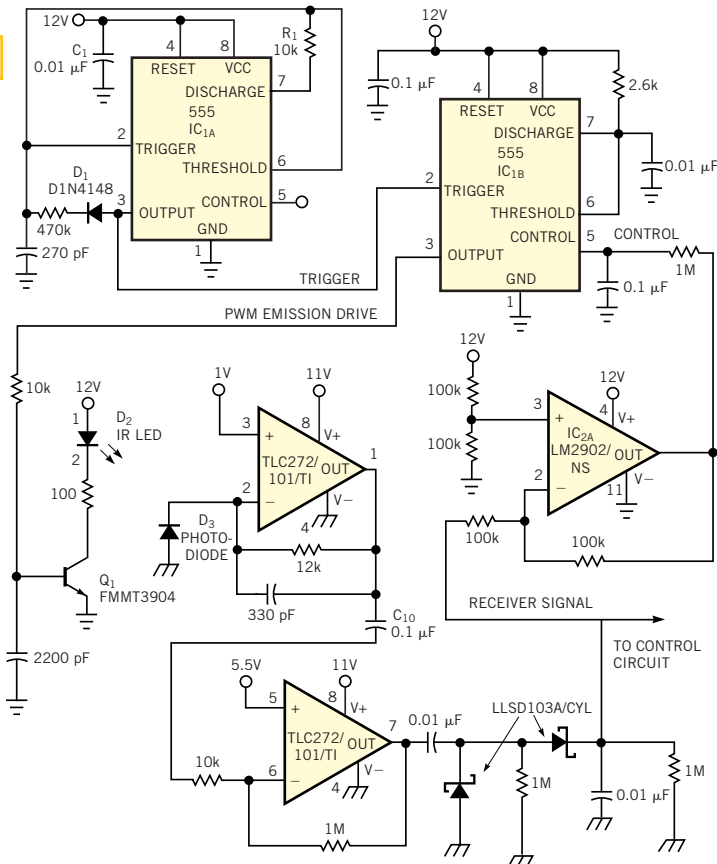 12V
C1
0.01 µF
4
8
RESET
VCC
R1
10k
DISCHARGE
7
555
IC1A
2
TRIGGER
THRESHOLD
6
D1
D1N4148
3
OUTPUT
CONTROL
5
GND
1
470k
270 pF
TRIGGER
12V
0.1 µF
4
8
RESET
VCC
2.6k
DISCHARGE
7
555
IC1B
0.01 µF
2
TRIGGER
THRESHOLD
6
3
OUTPUT
CONTROL
5
CONTROL
GND
1
1M
0.1 µF
PWM EMISSION DRIVE
10k
12V
1
D2
IR LED
2
100
Q1
FMMT3904
2200 pF
1V
11V
3
+
8
V+
TLC272/
101/TI
OUT
1
2
–
V–
4
D3
PHOTO-
DIODE
12k
330 pF
C10
0.1 µF
12V
100k
100k
12V
3
+
4
V+
IC2A
LM2902/
NS
OUT
2
–
V–
11
100k
100k
RECEIVER SIGNAL
TO CONTROL
CIRCUIT
5.5V
11V
5
+
8
V+
TLC272/
101/TI
OUT
7
6
–
V–
4
10k
1M
0.01 µF
LLSD103A/CYL
1M
0.01 µF
1M